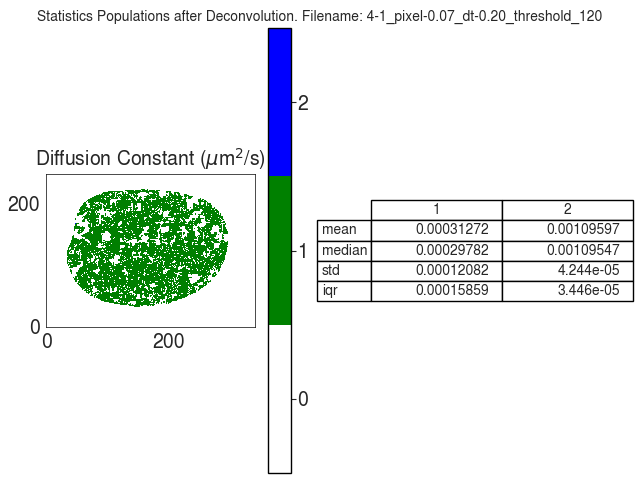 Statistics Populations after Deconvolution. Filename: 4-1_pixel-0.07_dt-0.20_threshold_120
Diffusion Constant (μm²/s)
200
0
0 200
2
1
0
1 2
mean 0.00031272 0.00109597
median 0.00029782 0.00109547
std 0.00012082 4.244e-05
iqr 0.00015859 3.446e-05